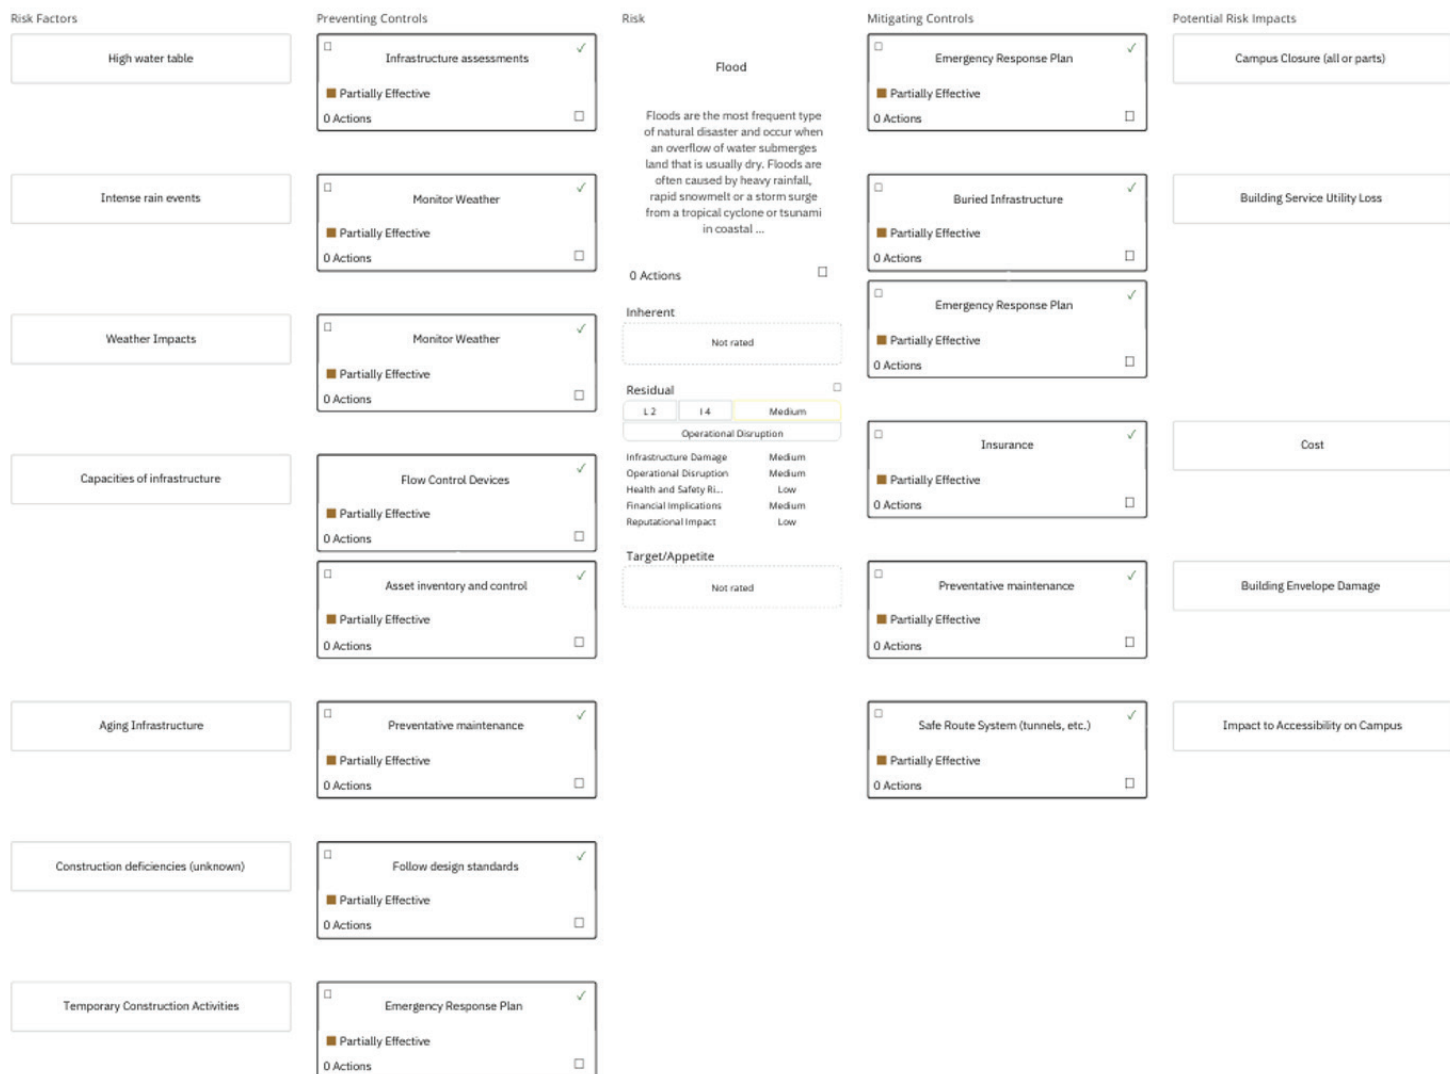 Risk Factors
High water table
Intense rain events
Weather Impacts
Capacities of infrastructure
Aging Infrastructure
Construction deficiencies (unknown)
Temporary Construction Activities
Preventing Controls
Infrastructure assessments
Partially Effective
0 Actions
Monitor Weather
Partially Effective
0 Actions
Monitor Weather
Partially Effective
0 Actions
Flow Control Devices
Partially Effective
0 Actions
Asset inventory and control
Partially Effective
0 Actions
Preventative maintenance
Partially Effective
0 Actions
Follow design standards
Partially Effective
0 Actions
Emergency Response Plan
Partially Effective
0 Actions
Risk
Flood
Floods are the most frequent type
of natural disaster and occur when
an overflow of water submerges
land that is usually dry. Floods are
often caused by heavy rainfall,
rapid snowmelt or a storm surge
from a tropical cyclone or tsunami
in coastal ...
0 Actions
Inherent
Not rated
Residual
L 2 I 4 Medium
Operational Disruption
Infrastructure Damage Medium
Operational Disruption Medium
Health and Safety Ri... Low
Financial Implications Medium
Reputational Impact Low
Target/Appetite
Not rated
Mitigating Controls
Emergency Response Plan
Partially Effective
0 Actions
Buried Infrastructure
Partially Effective
0 Actions
Emergency Response Plan
Partially Effective
0 Actions
Insurance
Partially Effective
0 Actions
Preventative maintenance
Partially Effective
0 Actions
Safe Route System (tunnels, etc.)
Partially Effective
0 Actions
Potential Risk Impacts
Campus Closure (all or parts)
Building Service Utility Loss
Cost
Building Envelope Damage
Impact to Accessibility on Campus